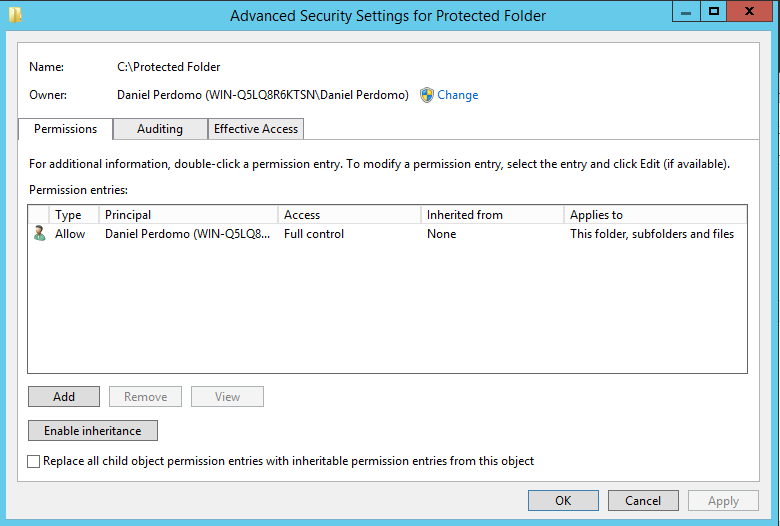 Advanced Security Settings for Protected Folder
Name: C:\Protected Folder
Owner: Daniel Perdomo (WIN-Q5LQ8R6KTSN\Daniel Perdomo) Change
Permissions Auditing Effective Access
For additional information, double-click a permission entry. To modify a permission entry, select the entry and click Edit (if available).
Permission entries:
Type Principal Access Inherited from Applies to
Allow Daniel Perdomo (WIN-Q5LQ8... Full control None This folder, subfolders and files
Add Remove View
Enable inheritance
Replace all child object permission entries with inheritable permission entries from this object
OK Cancel Apply